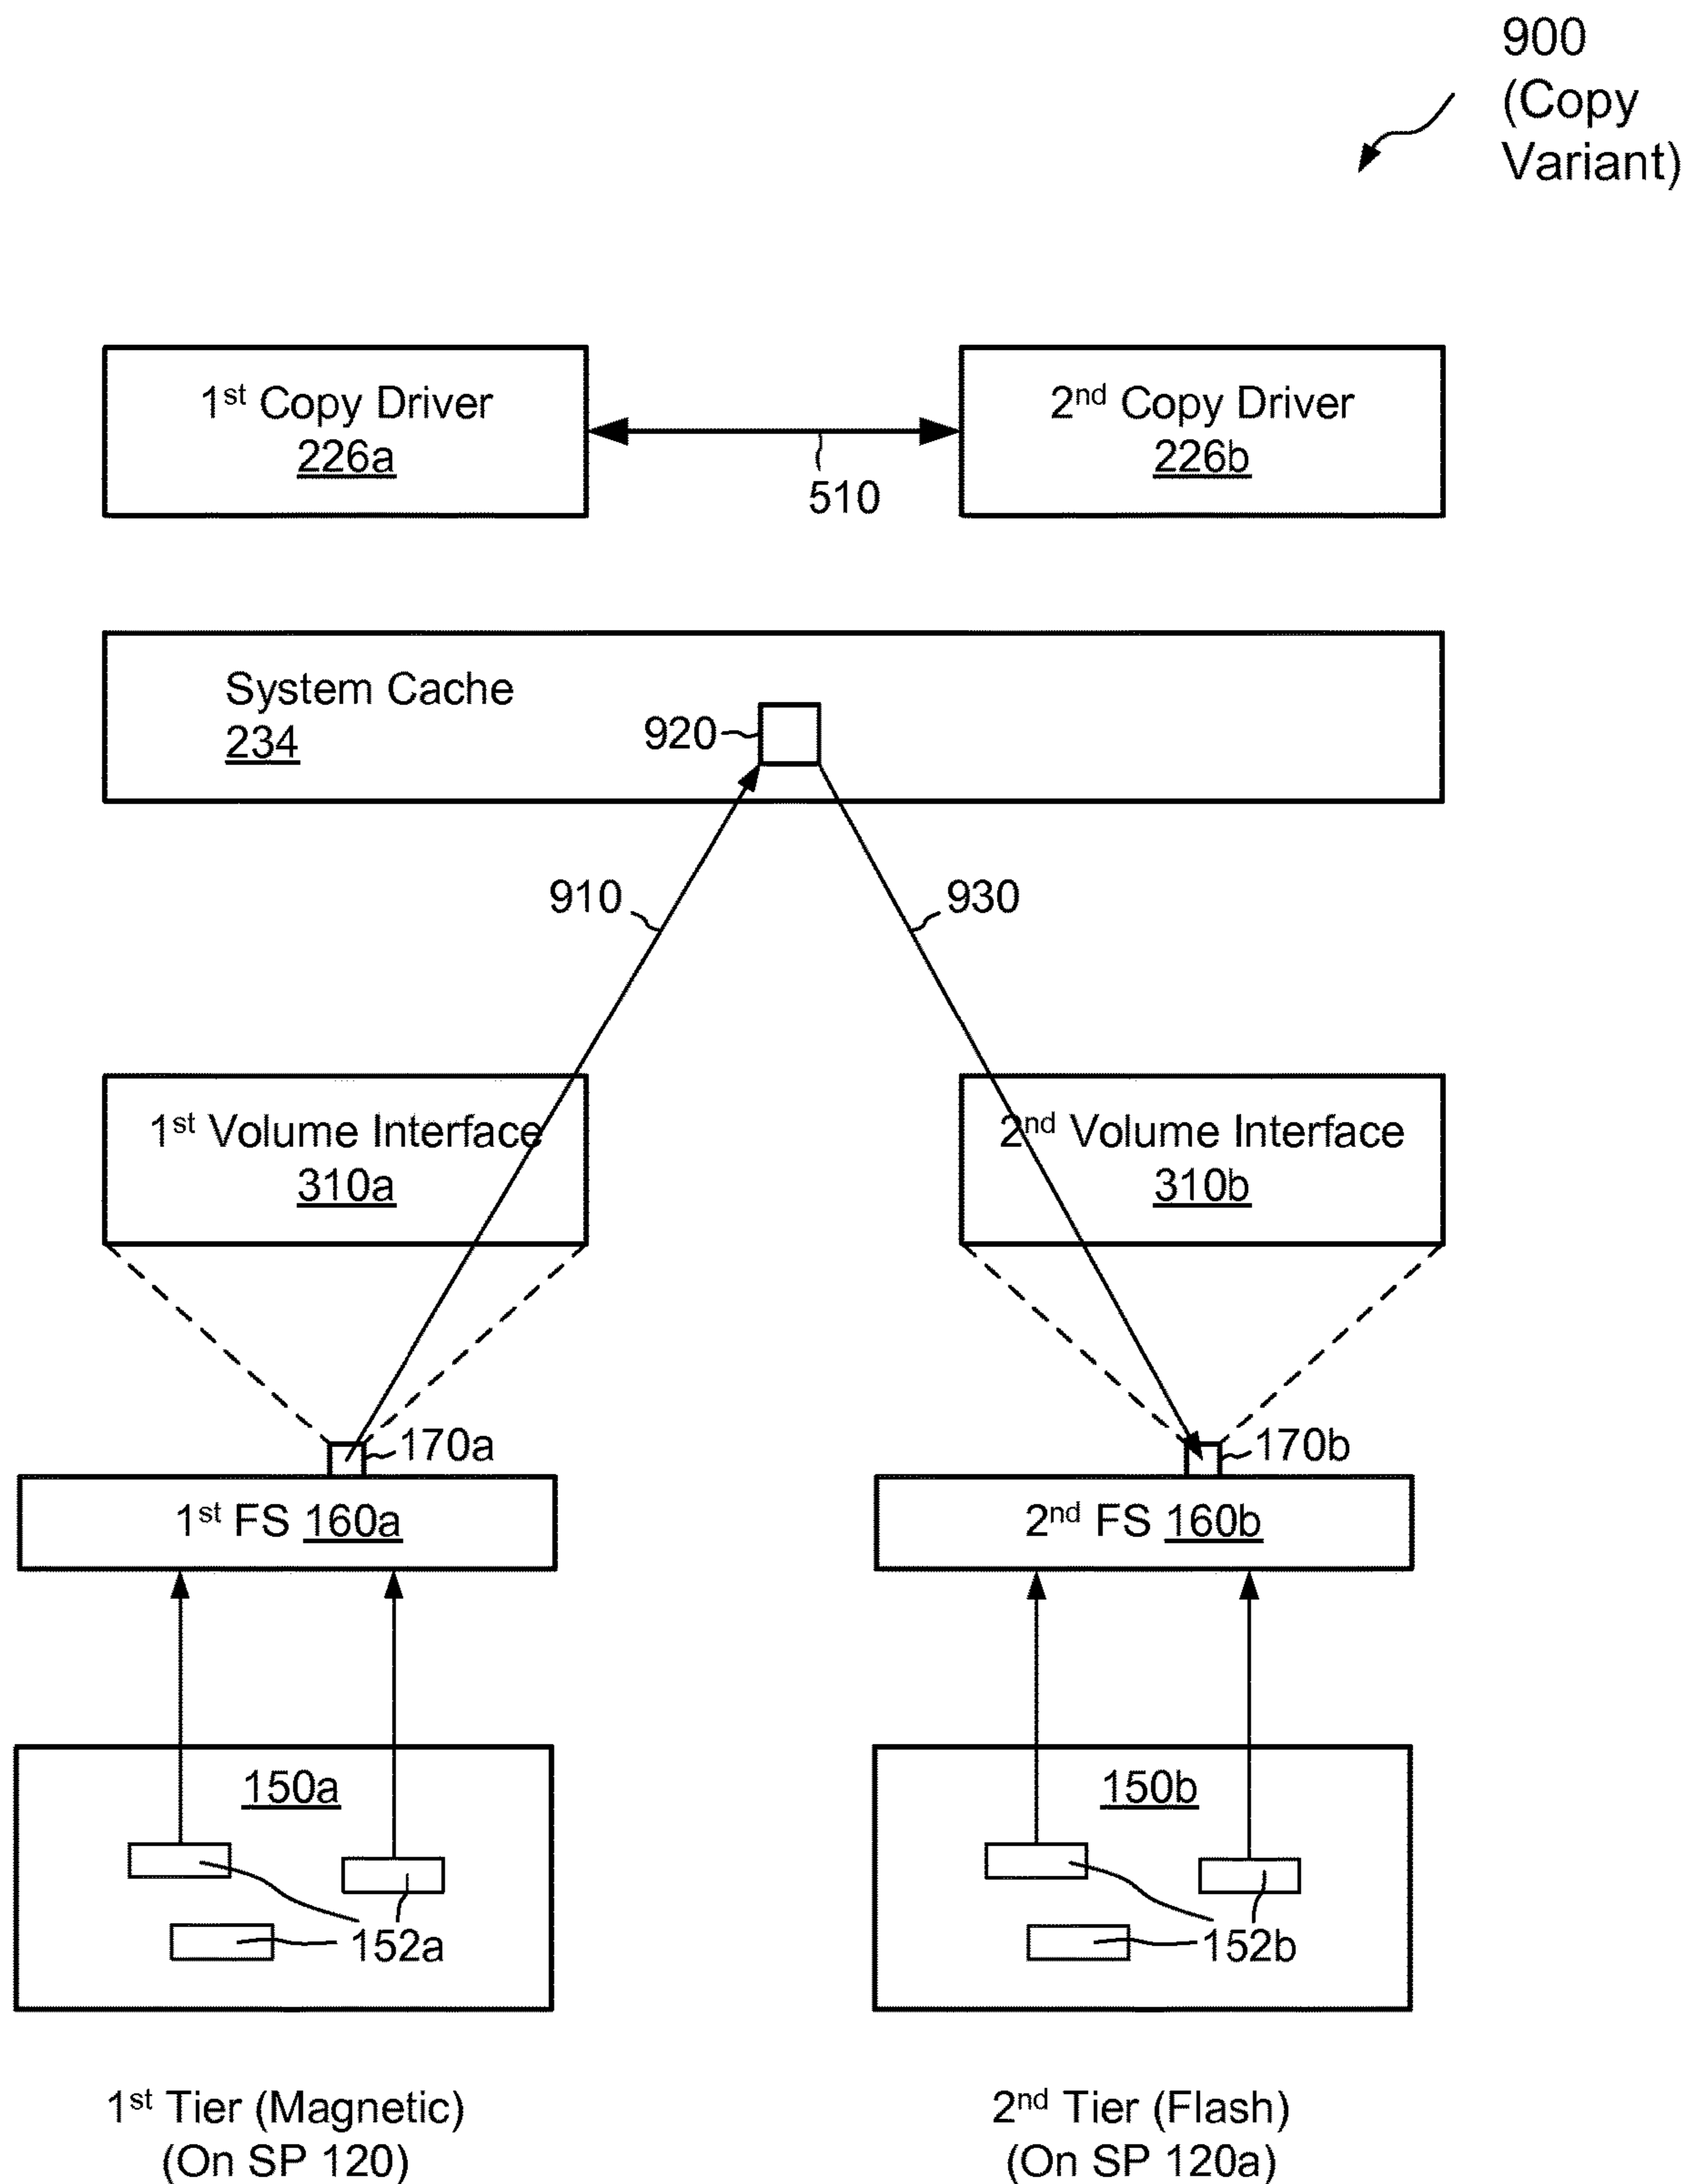 900
(Copy
Variant)
1st Copy Driver
226a
2nd Copy Driver
226b
510
System Cache
234
920
910
930
1st Volume Interface
310a
2nd Volume Interface
310b
170a
170b
1st FS 160a
2nd FS 160b
150a
150b
152a
152b
1st Tier (Magnetic)
(On SP 120)
2nd Tier (Flash)
(On SP 120a)